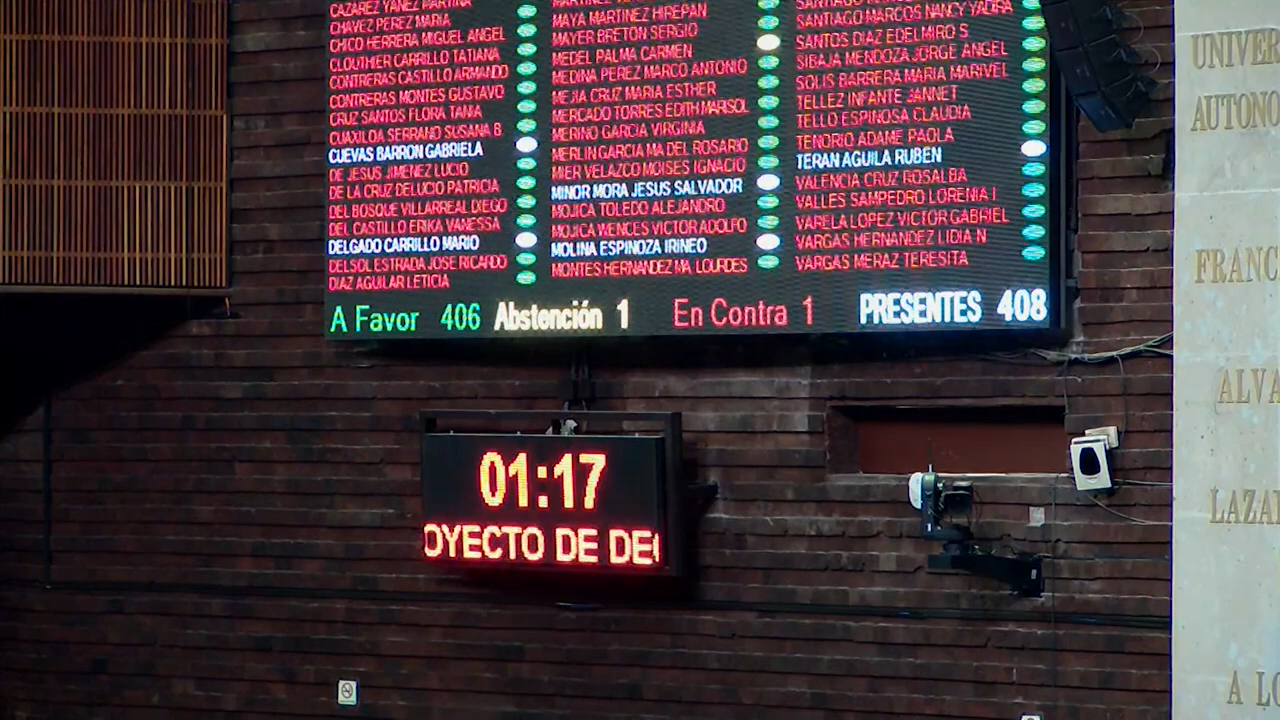 CAZAREZ YANEZ MARTINA
CHAVEZ PEREZ MARIA
CHICO HERRERA MIGUEL ANGEL
CLOUTHIER CARRILLO TATIANA
CONTRERAS CASTILLO ARMANDO
CONTRERAS MONTES GUSTAVO
CRUZ SANTOS FLORA TANIA
CUAXILOA SERRANO SUSANA B
CUEVAS BARRON GABRIELA
DE JESUS JIMENEZ LUCIO
DE LA CRUZ DELUCIO PATRICIA
DEL BOSQUE VILLARREAL DIEGO
DEL CASTILLO ERIKA VANESSA
DELGADO CARRILLO MARIO
DELSOL ESTRADA JOSE RICARDO
DIAZ AGUILAR LETICIA
MAYA MARTINEZ HIREPAN
MAYER BRETON SERGIO
MEDEL PALMA CARMEN
MEDINA PEREZ MARCO ANTONIO
MEJIA CRUZ MARIA ESTHER
MERCADO TORRES EDITH MARISOL
MERINO GARCIA VIRGINIA
MERLIN GARCIA MA DEL ROSARIO
MIER VELAZCO MOISES IGNACIO
MINOR MORA JESUS SALVADOR
MOJICA TOLEDO ALEJANDRO
MOJICA WENCES VICTOR ADOLFO
MOLINA ESPINOZA IRINEO
MONTES HERNANDEZ MA. LOURDES
SANTIAGO MARCOS NANCY YADIRA
SANTOS DIAZ EDELMIRO S
SIBAJA MENDOZA JORGE ANGEL
SOLIS BARRERA MARIA MARIVEL
TELLEZ INFANTE JANNET
TELLO ESPINOSA CLAUDIA
TENORIO ADAME PAOLA
TERAN AGUILA RUBEN
VALENCIA CRUZ ROSALBA
VALLES SAMPEDRO LORENIA I
VARELA LOPEZ VICTOR GABRIEL
VARGAS HERNANDEZ LIDIA N
VARGAS MERAZ TERESITA
A Favor 406 Abstención 1 En Contra 1 PRESENTES 408
01:17
OYECTO DE DE
UNIVER
AUTONO
FRANC
ALVA
LAZA
A LO